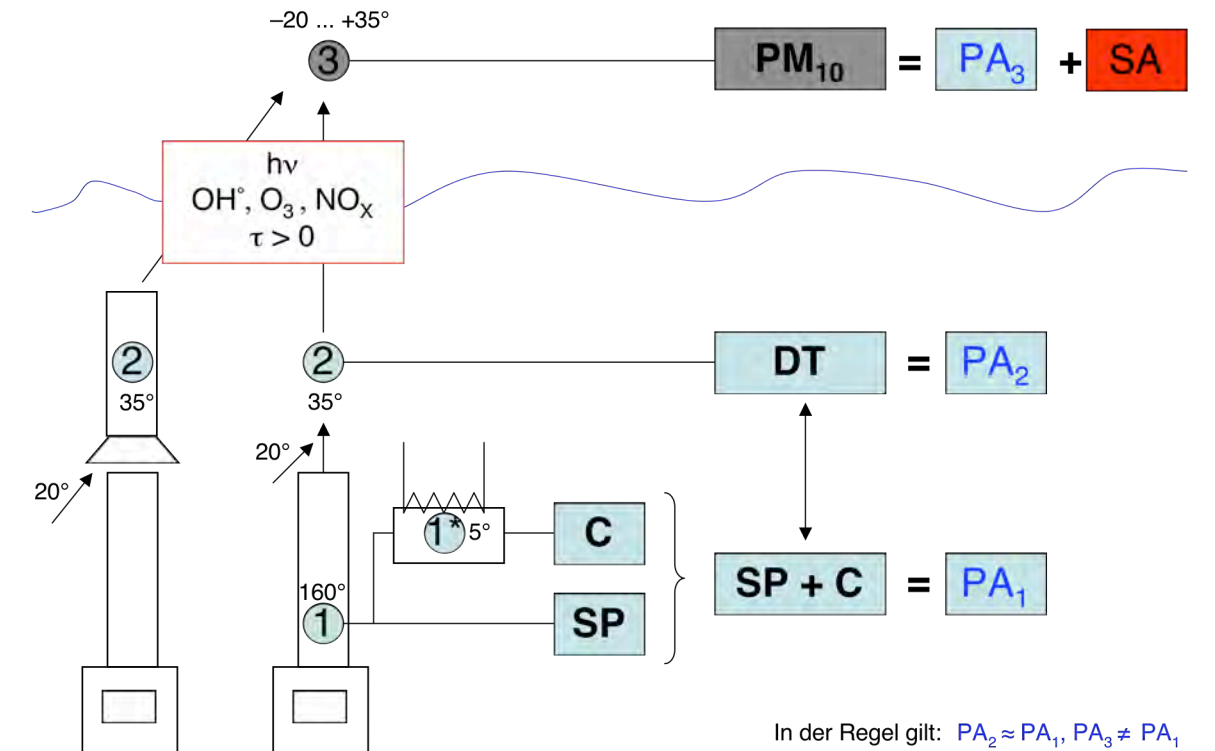 –20 ... +35°
3
PM₁₀ = PA₃ + SA
hν
OH°, O₃ , NOₓ
τ > 0
2
35°
2
35°
DT = PA₂
20°
20°
1* 5°
C
160°
1
SP
SP + C = PA₁
In der Regel gilt: PA₂ ≈ PA₁, PA₃ ≠ PA₁